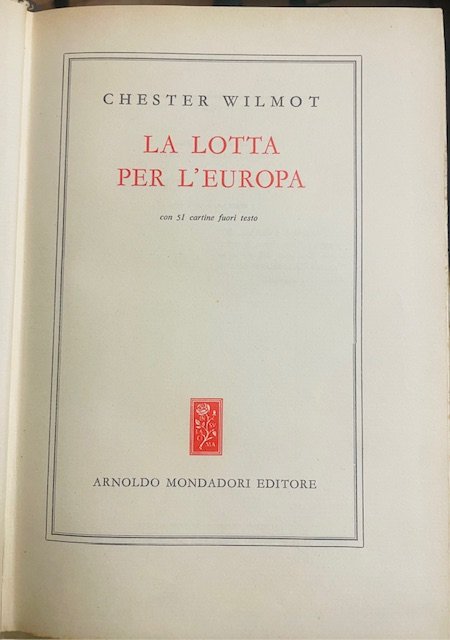 CHESTER WILMOT
LA LOTTA
PER L'EUROPA
con 51 cartine fuori testo
ARNOLDO MONDADORI EDITORE